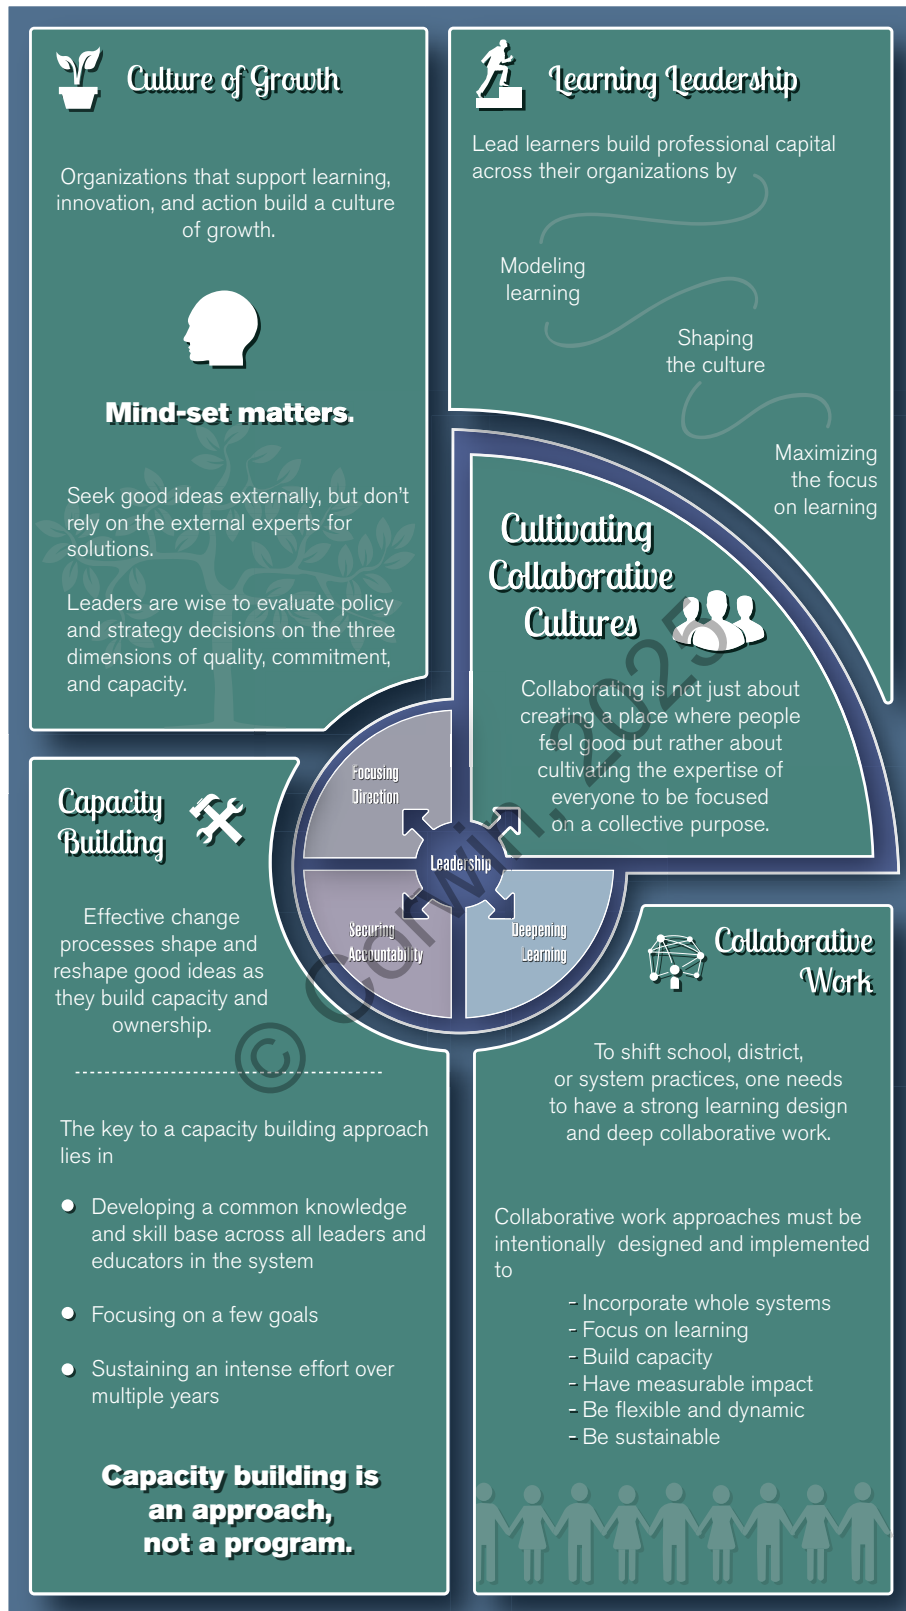 Culture of Growth
Organizations that support learning,
innovation, and action build a culture
of growth.
Mind-set matters.
Seek good ideas externally, but don't
rely on the external experts for
solutions.
Leaders are wise to evaluate policy
and strategy decisions on the three
dimensions of quality, commitment,
and capacity.
Learning Leadership
Lead learners build professional capital
across their organizations by
Modeling
learning
Shaping
the culture
Maximizing
the focus
on learning
Cultivating
Collaborative
Cultures
Collaborating is not just about
creating a place where people
feel good but rather about
cultivating the expertise of
everyone to be focused
on a collective purpose.
Focusing
Direction
Leadership
Securing
Accountability
Deepening
Learning
Capacity
Building
Effective change
processes shape and
reshape good ideas as
they build capacity and
ownership.
The key to a capacity building approach
lies in
Developing a common knowledge
and skill base across all leaders and
educators in the system
Focusing on a few goals
Sustaining an intense effort over
multiple years
Capacity building is
an approach,
not a program.
Collaborative
Work
To shift school, district,
or system practices, one needs
to have a strong learning design
and deep collaborative work.
Collaborative work approaches must be
intentionally designed and implemented
to
- Incorporate whole systems
- Focus on learning
- Build capacity
- Have measurable impact
- Be flexible and dynamic
- Be sustainable
© Corwin, 2025